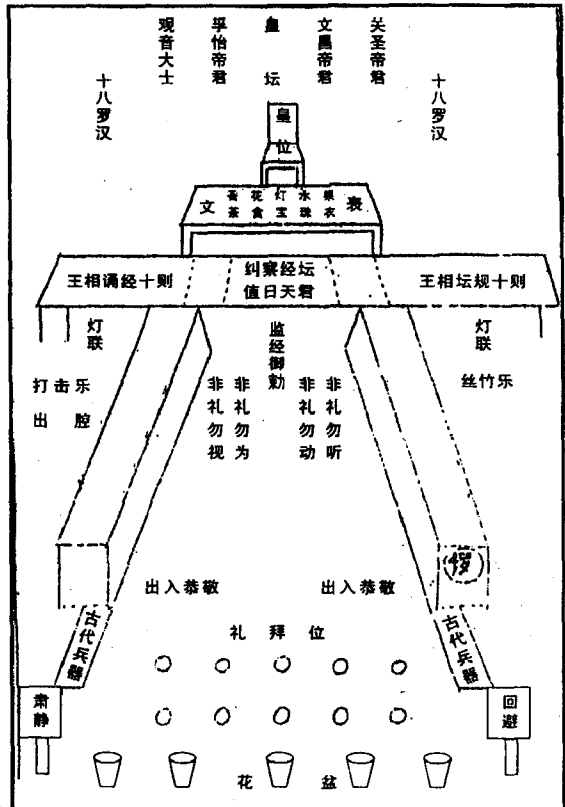 观音大士
孚怡帝君
皇坛
文昌帝君
关圣帝君
十八罗汉
十八罗汉
皇位
文
香花灯水果
茶食宝珠衣
表
王相诵经十则
纠察经坛
值日天君
王相坛规十则
灯联
监经御勅
灯联
打击乐
出腔
丝竹乐
非礼勿视
非礼勿为
非礼勿动
非礼勿听
出入恭敬
出入恭敬
礼拜位
古代兵器
古代兵器
肃静
回避
花盆